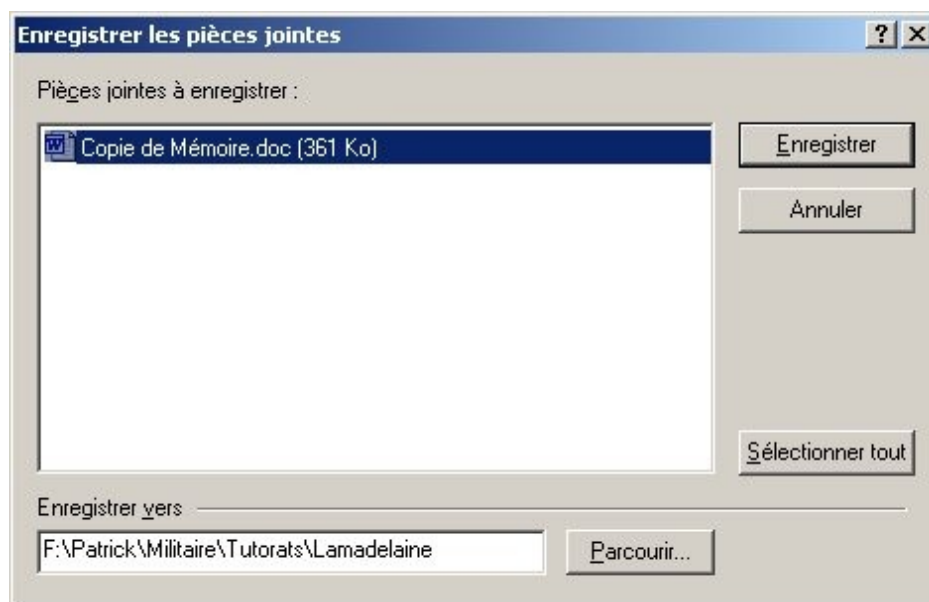 Enregistrer les pièces jointes
Pièces jointes à enregistrer :
Copie de Mémoire.doc (361 Ko)
Enregistrer
Annuler
Sélectionner tout
Enregistrer vers
F:\Patrick\Militaire\Tutorats\Lamadelaine
Parcourir...